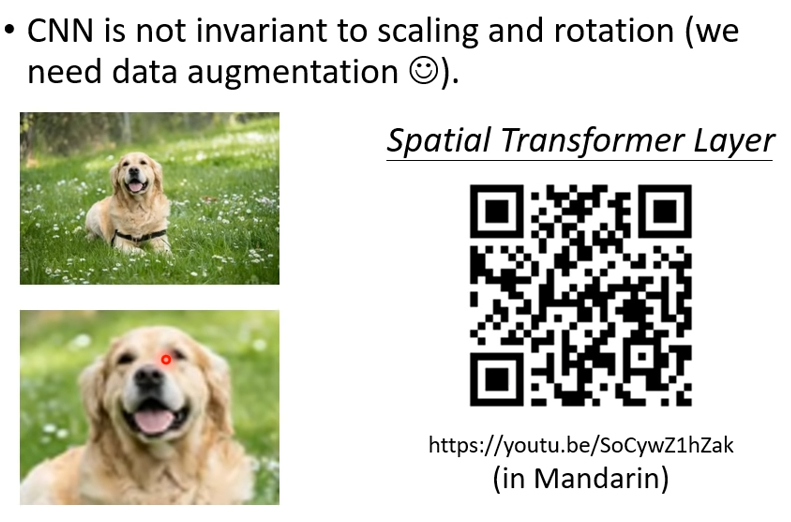 • CNN is not invariant to scaling and rotation (we
need data augmentation ☺).
Spatial Transformer Layer
https://youtu.be/SoCywZ1hZak
(in Mandarin)